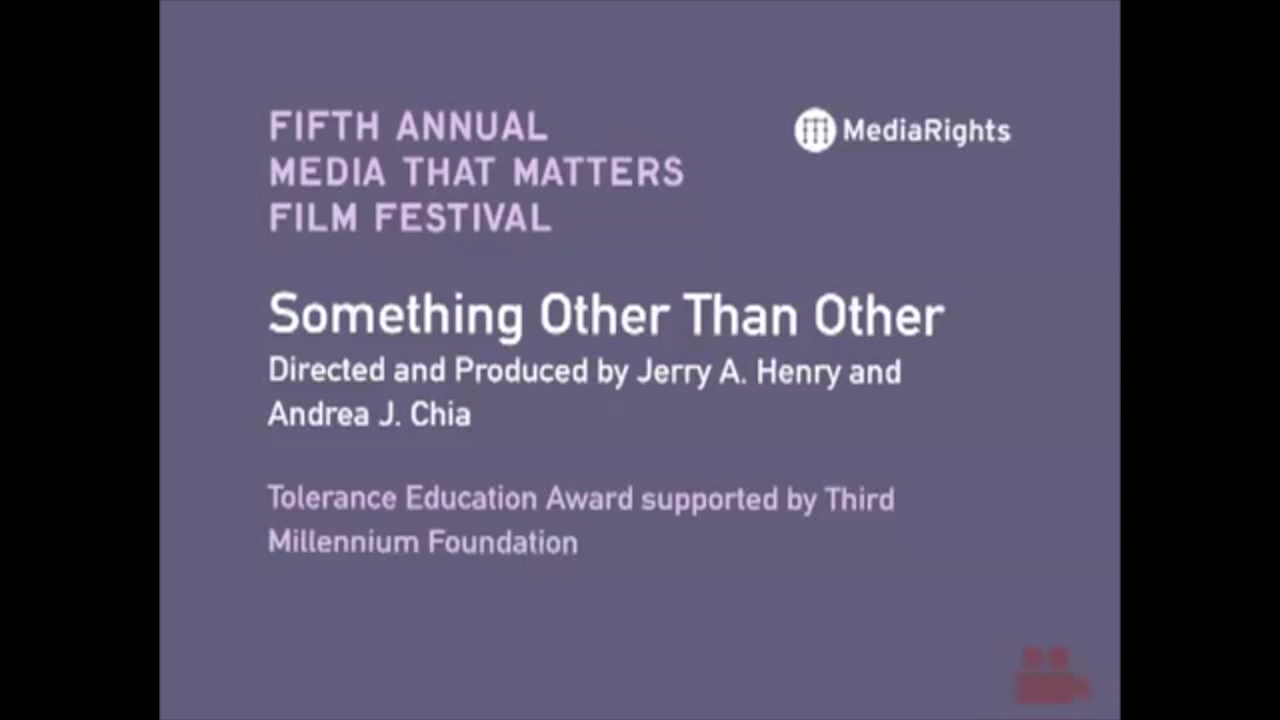 FIFTH ANNUAL
MEDIA THAT MATTERS
FILM FESTIVAL
MediaRights
Something Other Than Other
Directed and Produced by Jerry A. Henry and
Andrea J. Chia
Tolerance Education Award supported by Third
Millennium Foundation